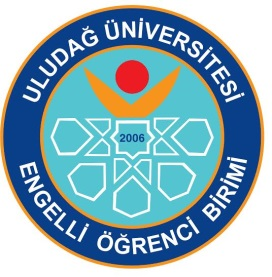 ULUDAĞ ÜNİVERSİTESİ
2006
ENGELLİ ÖĞRENCİ BİRİMİ